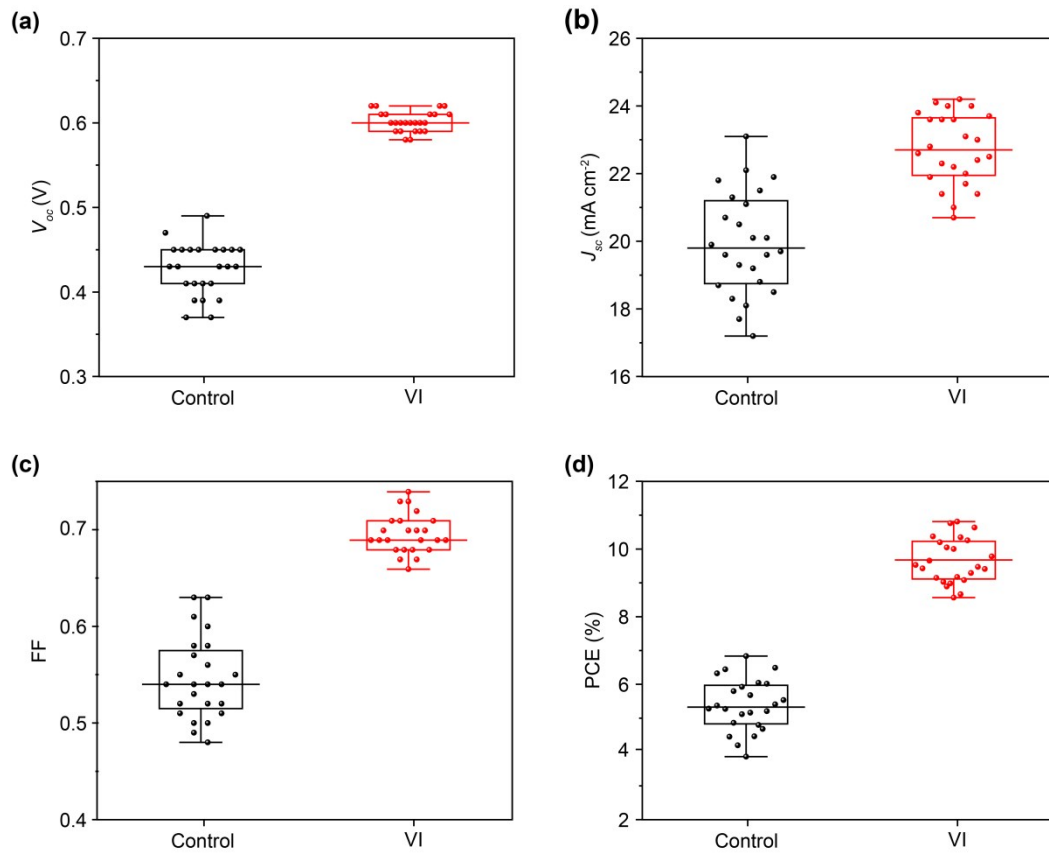 (a)
0.7
0.6
0.5
0.4
0.3
V_oc (V)
Control VI
(b)
26
24
22
20
18
16
J_sc (mA cm⁻²)
Control VI
(c)
0.7
0.6
0.5
0.4
FF
Control VI
(d)
12
10
8
6
4
2
PCE (%)
Control VI